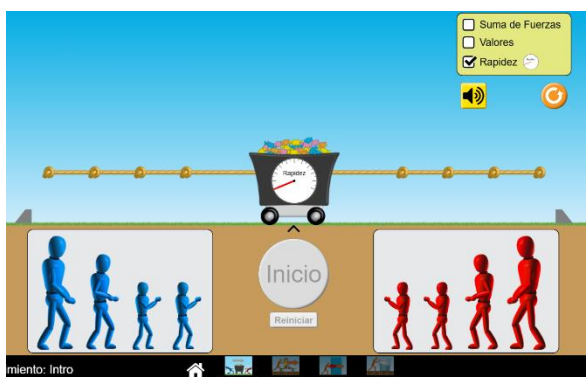 Suma de Fuerzas
Valores
Rapidez
Rapidez
Inicio
Reiniciar
miento: Intro